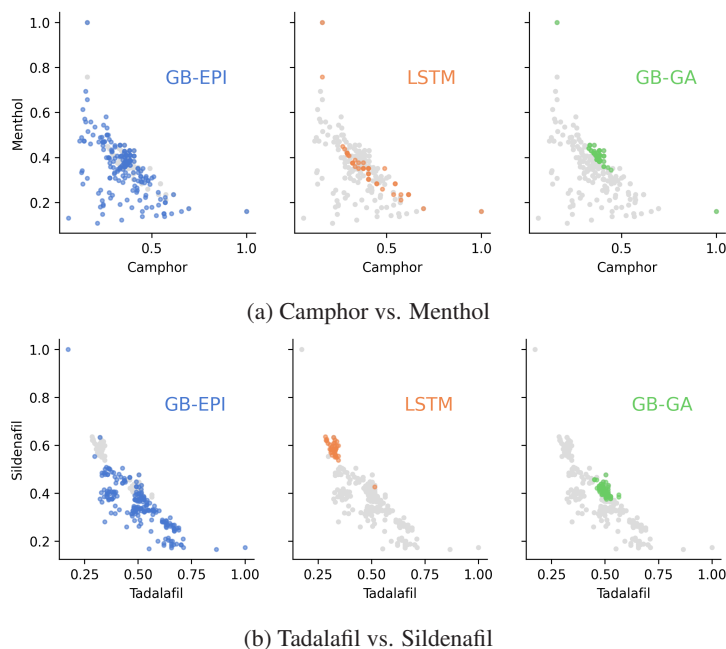 1.0
0.8
0.6
0.4
0.2
Menthol
GB-EPI
LSTM
GB-GA
0.5 1.0
0.5 1.0
0.5 1.0
Camphor
Camphor
Camphor
(a) Camphor vs. Menthol
1.0
0.8
0.6
0.4
0.2
Sildenafil
GB-EPI
LSTM
GB-GA
0.25 0.50 0.75 1.00
0.25 0.50 0.75 1.00
0.25 0.50 0.75 1.00
Tadalafil
Tadalafil
Tadalafil
(b) Tadalafil vs. Sildenafil